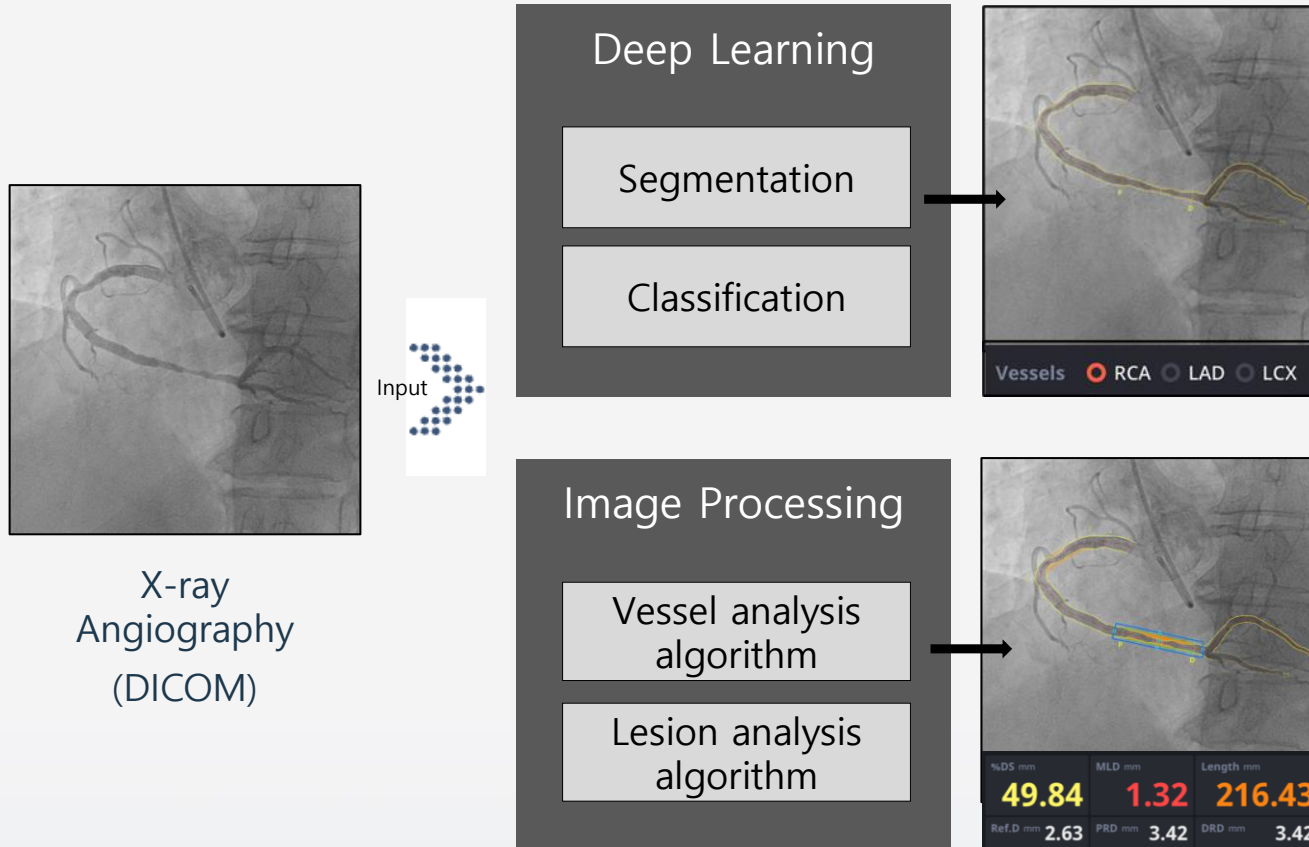 Deep Learning
Segmentation
Classification
Input
X-ray
Angiography
(DICOM)
Vessels RCA LAD LCX
Image Processing
Vessel analysis
algorithm
Lesion analysis
algorithm
P
D
P
D
%DS mm MLD mm Length mm
49.84 1.32 216.43
Ref.D mm 2.63 PRD mm 3.42 DRD mm 3.42